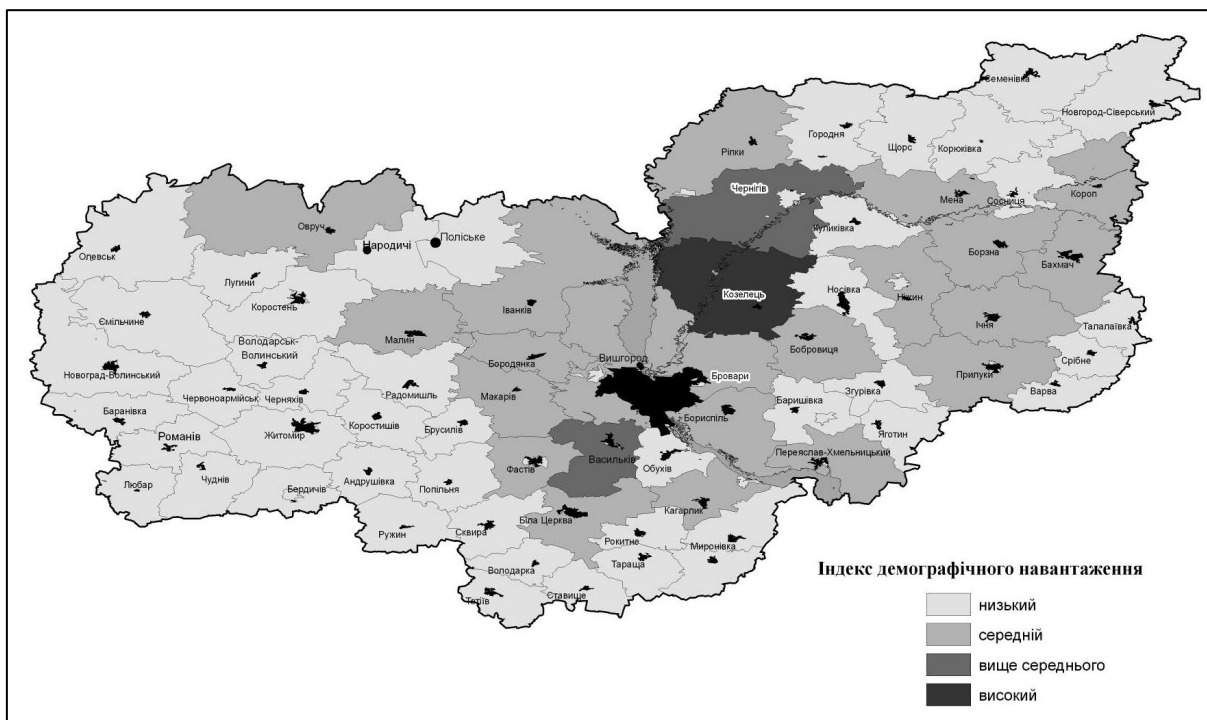 Семенівка
Новгород-Сіверський
Городня
Щорс
Корюківка
Ріпки
Чернігів
Мена
Сосниця
Короп
Куликівка
Овруч
Народичі
Поліське
Олевськ
Лугини
Коростень
Козелець
Носівка
Ніжин
Борзна
Бахмач
Ємільчине
Іванків
Малин
Ічня
Талалаївка
Володарськ-
Волинський
Бобровиця
Срібне
Новоград-Волинський
Бородянка
Вишгород
Бровари
Прилуки
Варва
Червоноармійськ
Черняхів
Радомишль
Макарів
Баришівка
Згурівка
Баранівка
Коростишів
Брусилів
Бориспіль
Яготин
Романів
Житомир
Васильків
Обухів
Переяслав-Хмельницький
Фастів
Любар
Чуднів
Бердичів
Андрушівка
Попільня
Кагарлик
Ружин
Сквира
Біла Церква
Рокитне
Миронівка
Володарка
Тараща
Тетіїв
Ставище
Індекс демографічного навантаження
низький
середній
вище середнього
високий